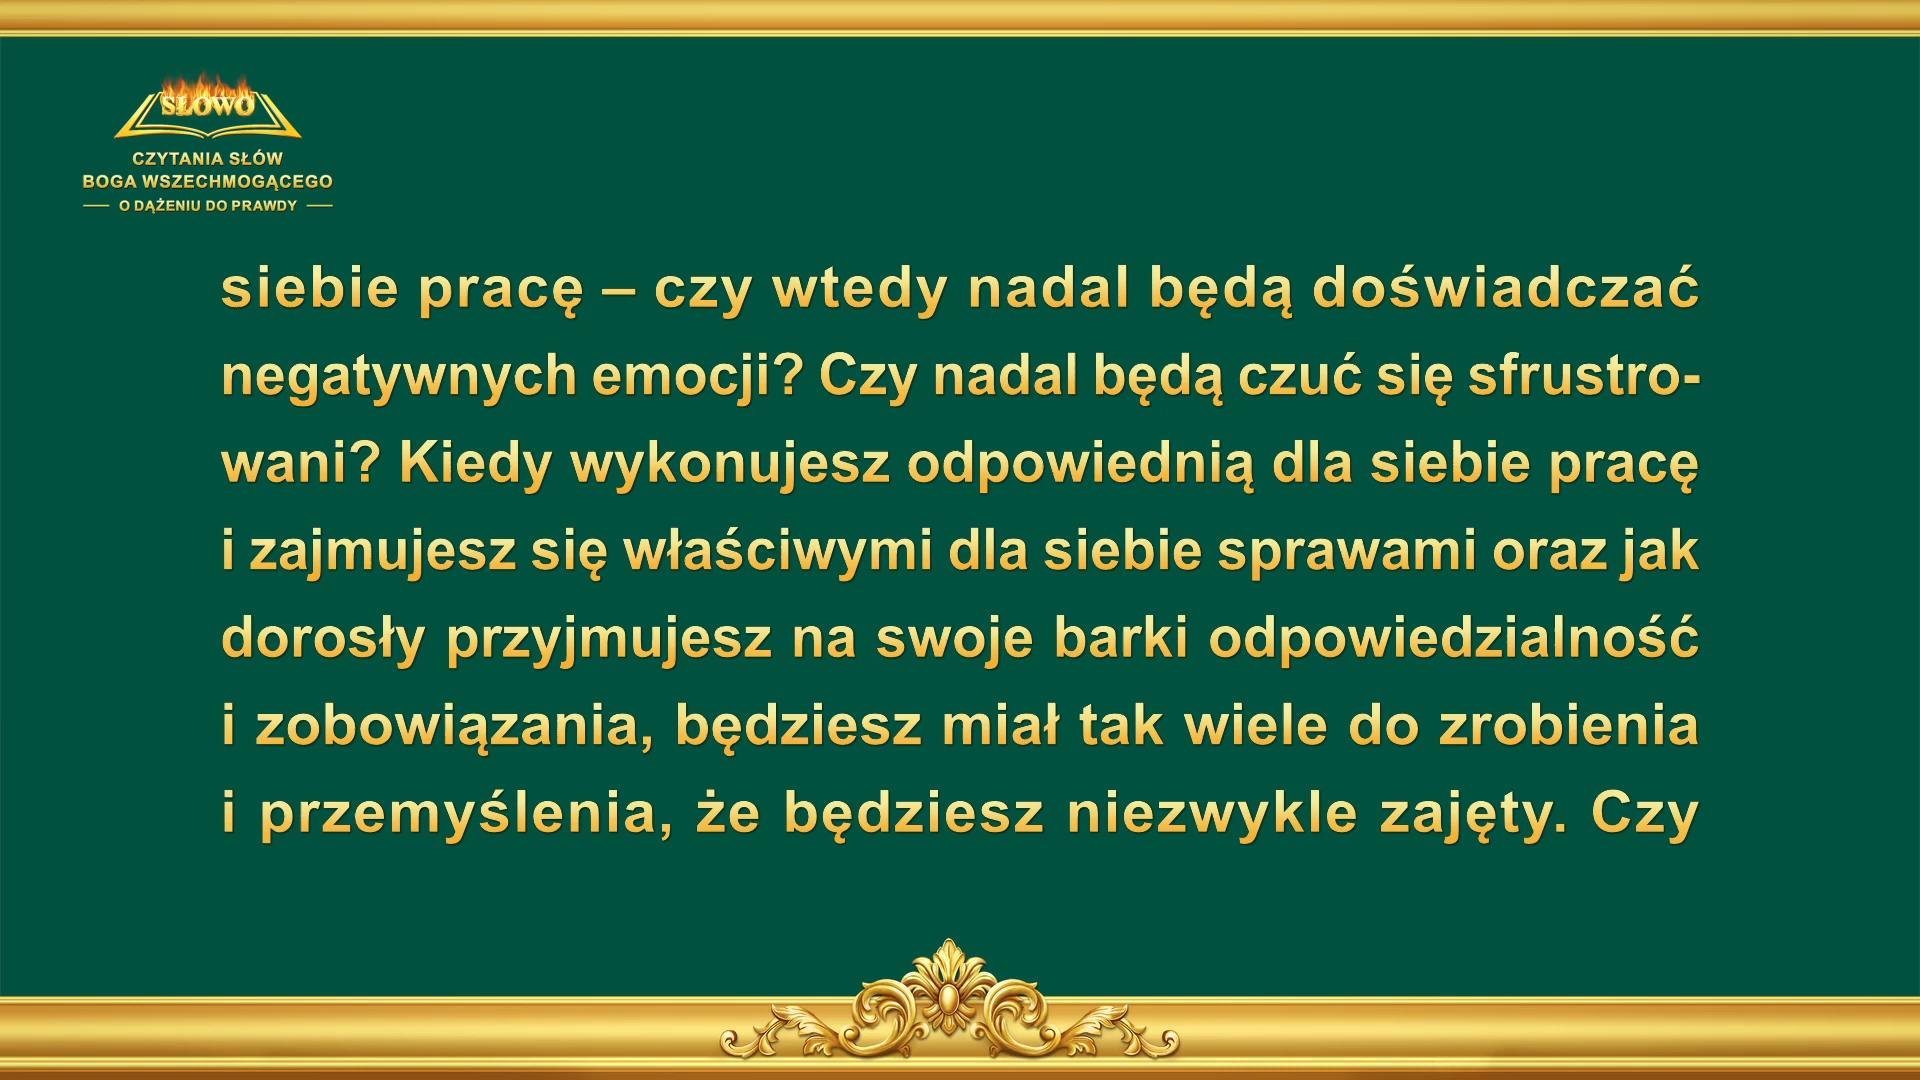 SŁOWO
CZYTANIA SŁÓW
BOGA WSZECHMOGĄCEGO
O DĄŻENIU DO PRAWDY
siebie pracę – czy wtedy nadal będą doświadczać
negatywnych emocji? Czy nadal będą czuć się sfrustro-
wani? Kiedy wykonujesz odpowiednią dla siebie pracę
i zajmujesz się właściwymi dla siebie sprawami oraz jak
dorosły przyjmujesz na swoje barki odpowiedzialność
i zobowiązania, będziesz miał tak wiele do zrobienia
i przemyślenia, że będziesz niezwykle zajęty. Czy